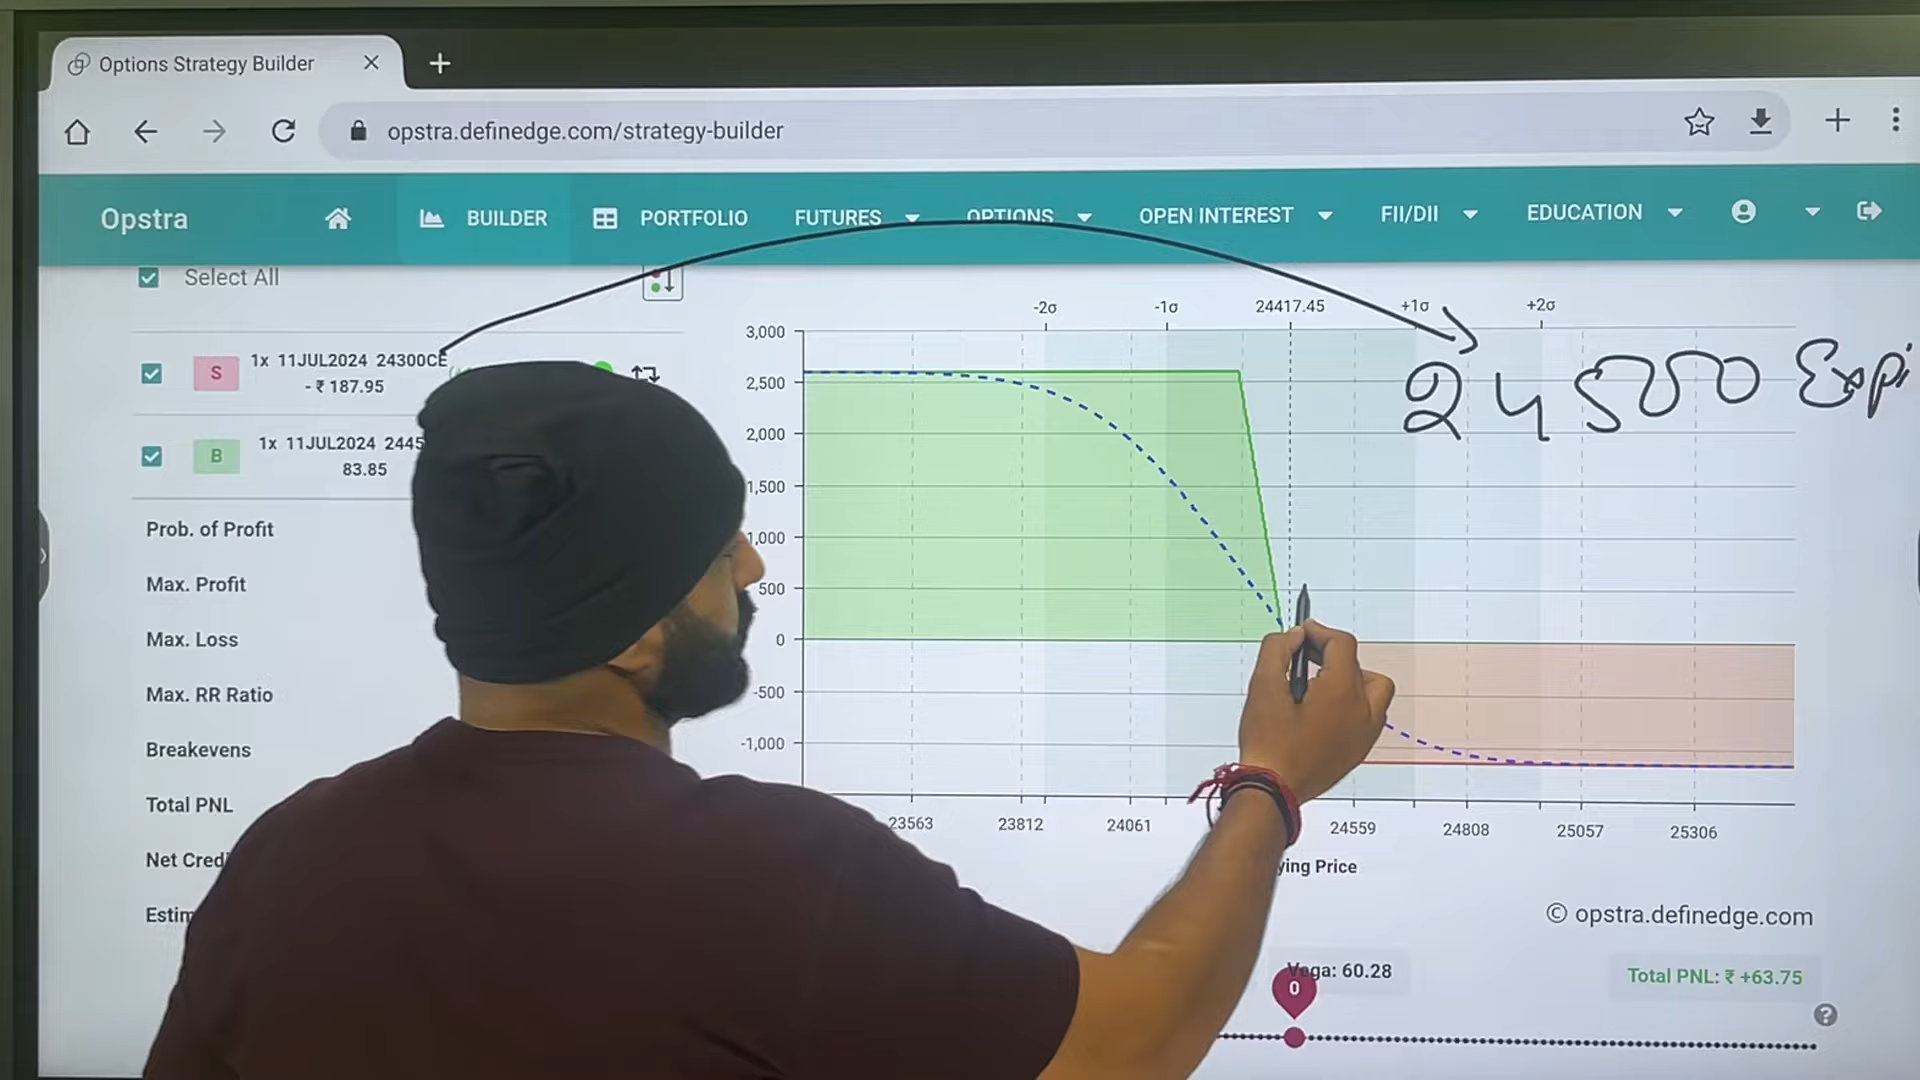 Options Strategy Builder
opstra.definedge.com/strategy-builder
Opstra BUILDER PORTFOLIO FUTURES OPTIONS OPEN INTEREST FII/DII EDUCATION
Select All
S 1x 11JUL2024 24300CE
- ₹ 187.95
B 1x 11JUL2024 2445
83.85
Prob. of Profit
Max. Profit
Max. Loss
Max. RR Ratio
Breakevens
Total PNL
Net Credi
Estim
-2σ -1σ 24417.45 +1σ +2σ
3,000
2,500
2,000
1,500
1,000
500
0
-500
-1,000
24500 Expi
23563 23812 24061 24559 24808 25057 25306
ying Price
© opstra.definedge.com
Vega: 60.28
Total PNL: ₹ +63.75
0
?